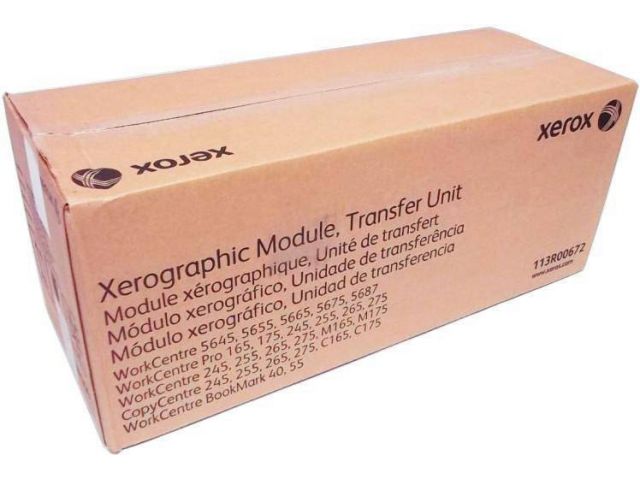 xerox
xerox
Xerographic Module, Transfer Unit
Module xérographique, Unité de transfert
Módulo xerográfico, Unidade de transferência
Módulo xerográfico, Unidad de transferencia
WorkCentre 5645, 5655, 5665, 5675, 5687
WorkCentre Pro 165, 175, 245, 255, 265, 275
WorkCentre 245, 255, 265, 275, M165, M175
CopyCentre 245, 255, 265, 275, C165, C175
WorkCentre BookMark 40, 55
113R00672
www.xerox.com